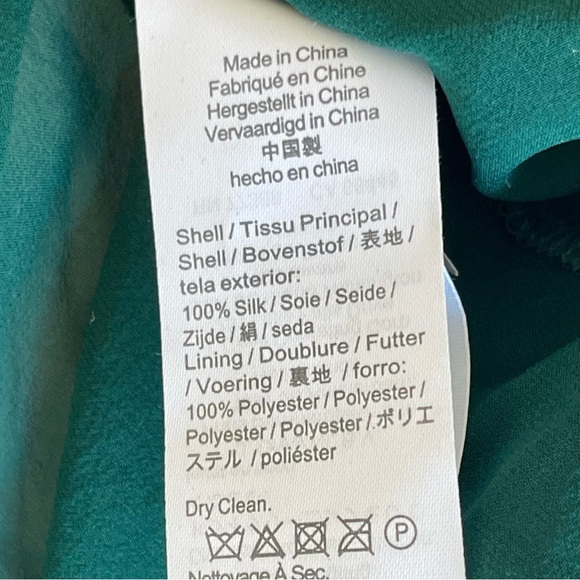 Made in China
Fabriqué en Chine
Hergestellt in China
Vervaardigd in China
中国製
hecho en china
Shell / Tissu Principal /
Shell / Bovenstof / 表地 /
tela exterior:
100% Silk / Soie / Seide /
Zijde / 絹 / seda
Lining / Doublure / Futter
/ Voering / 裏地 / forro:
100% Polyester / Polyester /
Polyester / Polyester / ポリエ
ステル / poliéster
Dry Clean.
P
Nettoyage À Sec.